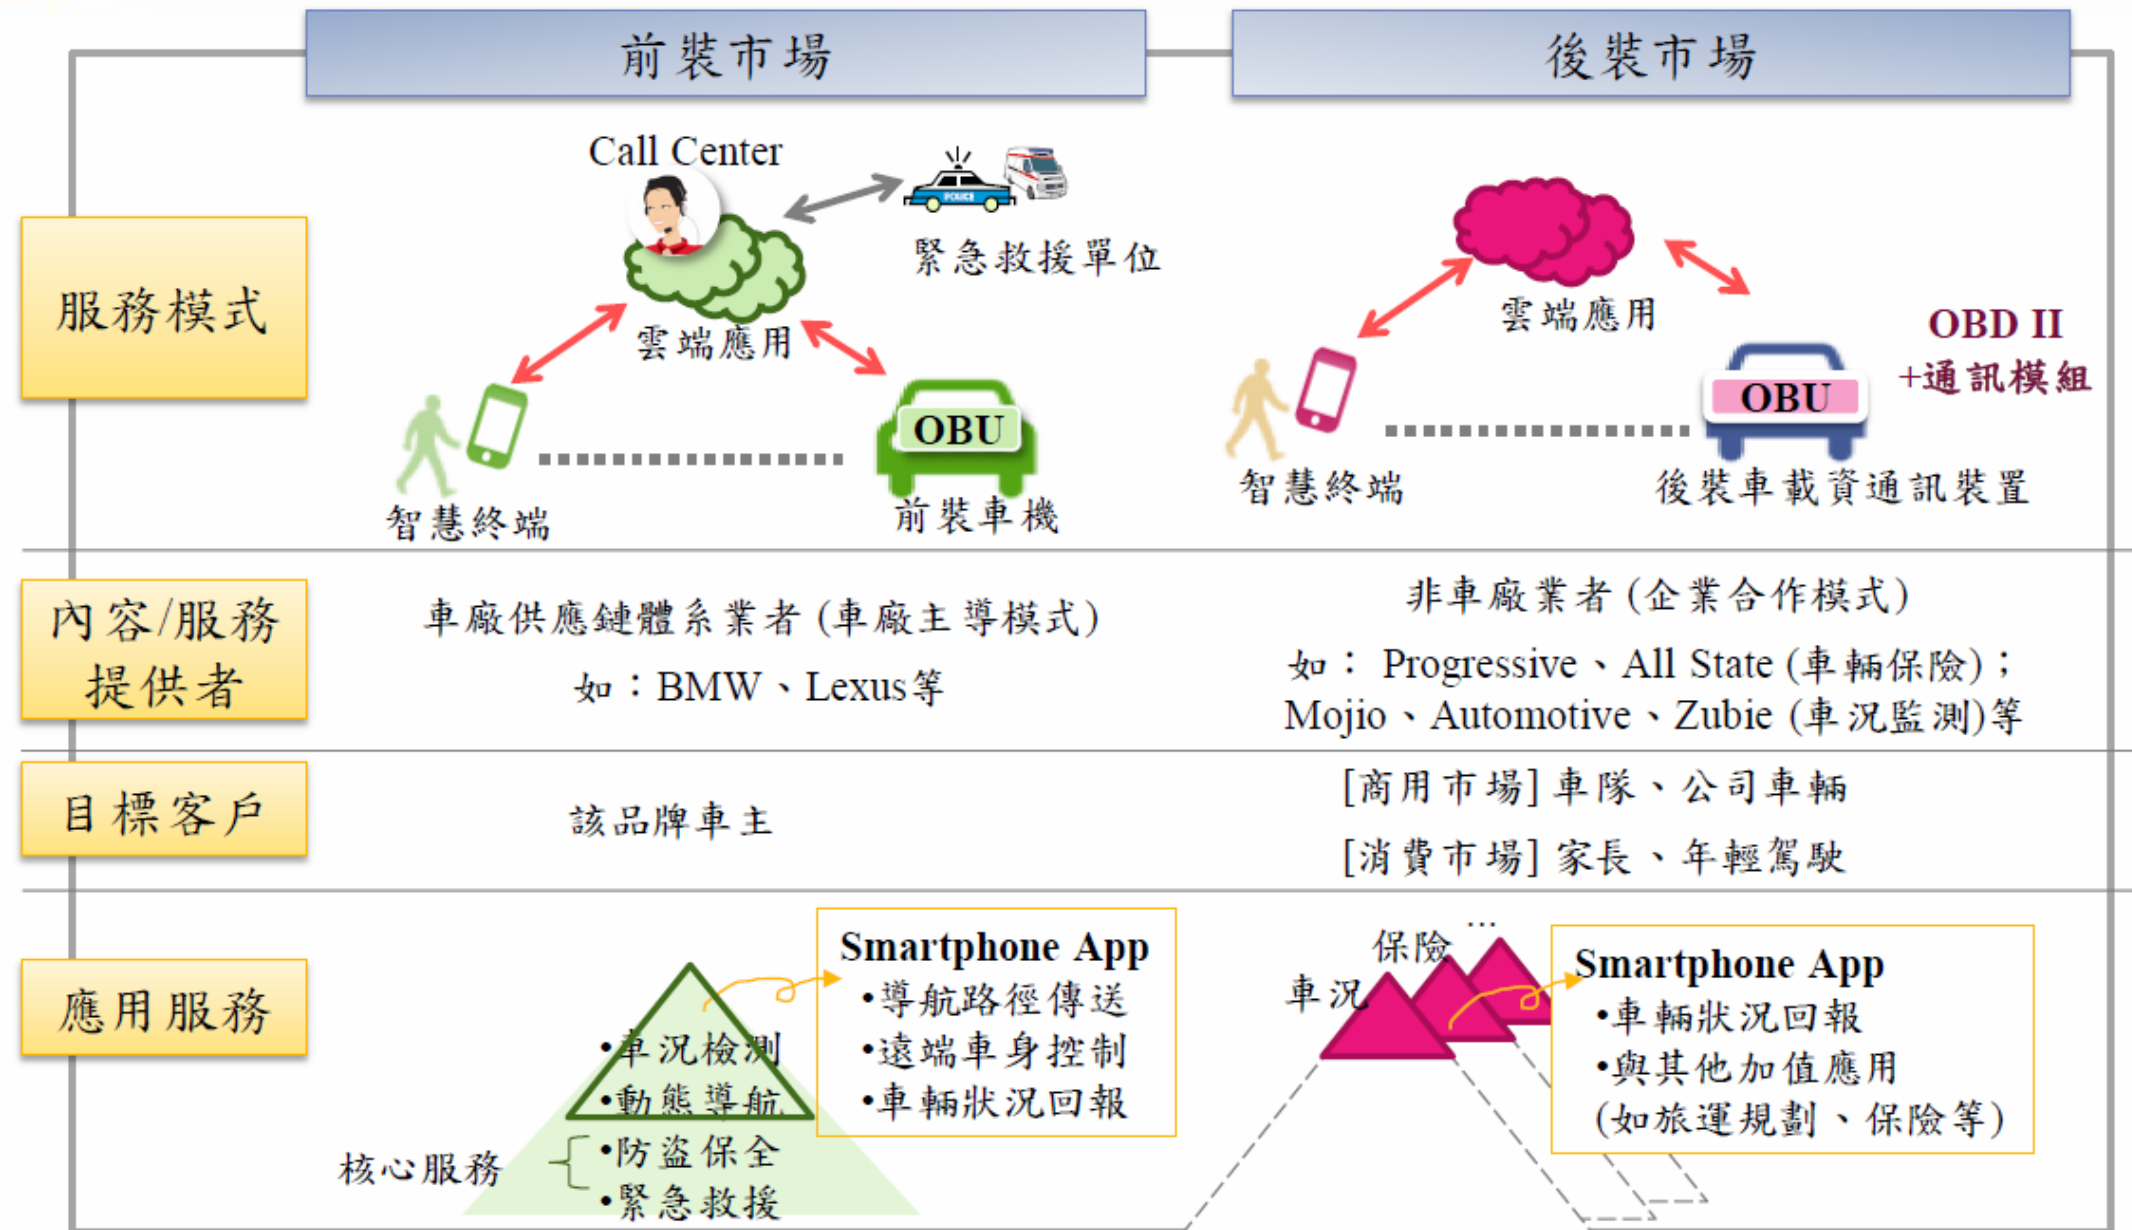 前裝市場
後裝市場
服務模式
Call Center
POLICE
緊急救援單位
雲端應用
智慧終端
OBU
前裝車機
雲端應用
OBD II
+通訊模組
OBU
智慧終端
後裝車載資通訊裝置
內容/服務
提供者
車廠供應鏈體系業者 (車廠主導模式)
如：BMW、Lexus等
非車廠業者 (企業合作模式)
如： Progressive、All State (車輛保險)；
Mojio、Automotive、Zubie (車況監測)等
目標客戶
該品牌車主
[商用市場] 車隊、公司車輛
[消費市場] 家長、年輕駕駛
應用服務
•車況檢測
•動態導航
核心服務
•防盜保全
•緊急救援
Smartphone App
•導航路徑傳送
•遠端車身控制
•車輛狀況回報
車況
保險
...
Smartphone App
•車輛狀況回報
•與其他加值應用
(如旅運規劃、保險等)